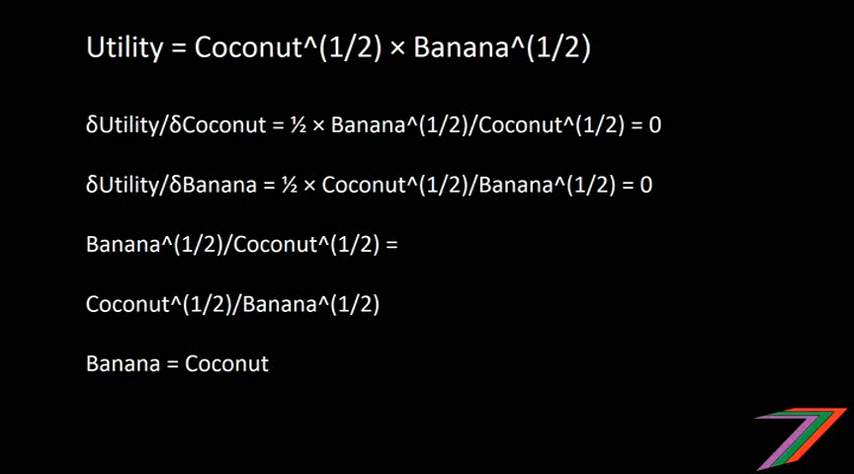 Utility = Coconut^(1/2) × Banana^(1/2)
δUtility/δCoconut = ½ × Banana^(1/2)/Coconut^(1/2) = 0
δUtility/δBanana = ½ × Coconut^(1/2)/Banana^(1/2) = 0
Banana^(1/2)/Coconut^(1/2) =
Coconut^(1/2)/Banana^(1/2)
Banana = Coconut